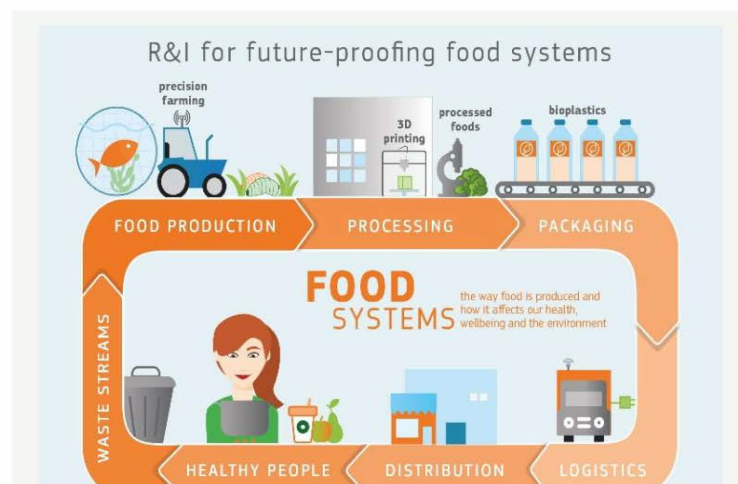 R&I for future-proofing food systems
precision
farming
3D
printing
processed
foods
bioplastics
FOOD PRODUCTION
PROCESSING
PACKAGING
FOOD
SYSTEMS
the way food is produced and
how it affects our health,
wellbeing and the environment
WASTE STREAMS
HEALTHY PEOPLE
DISTRIBUTION
LOGISTICS